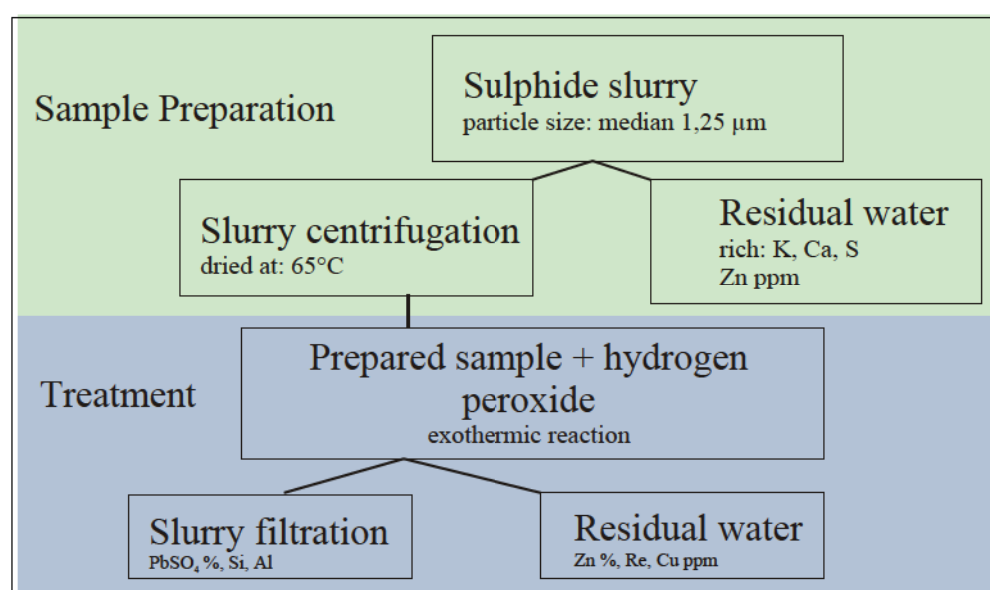 Sample Preparation
Sulphide slurry
particle size: median 1,25 µm
Slurry centrifugation
dried at: 65°C
Residual water
rich: K, Ca, S
Zn ppm
Treatment
Prepared sample + hydrogen
peroxide
exothermic reaction
Slurry filtration
PbSO₄ %, Si, Al
Residual water
Zn %, Re, Cu ppm